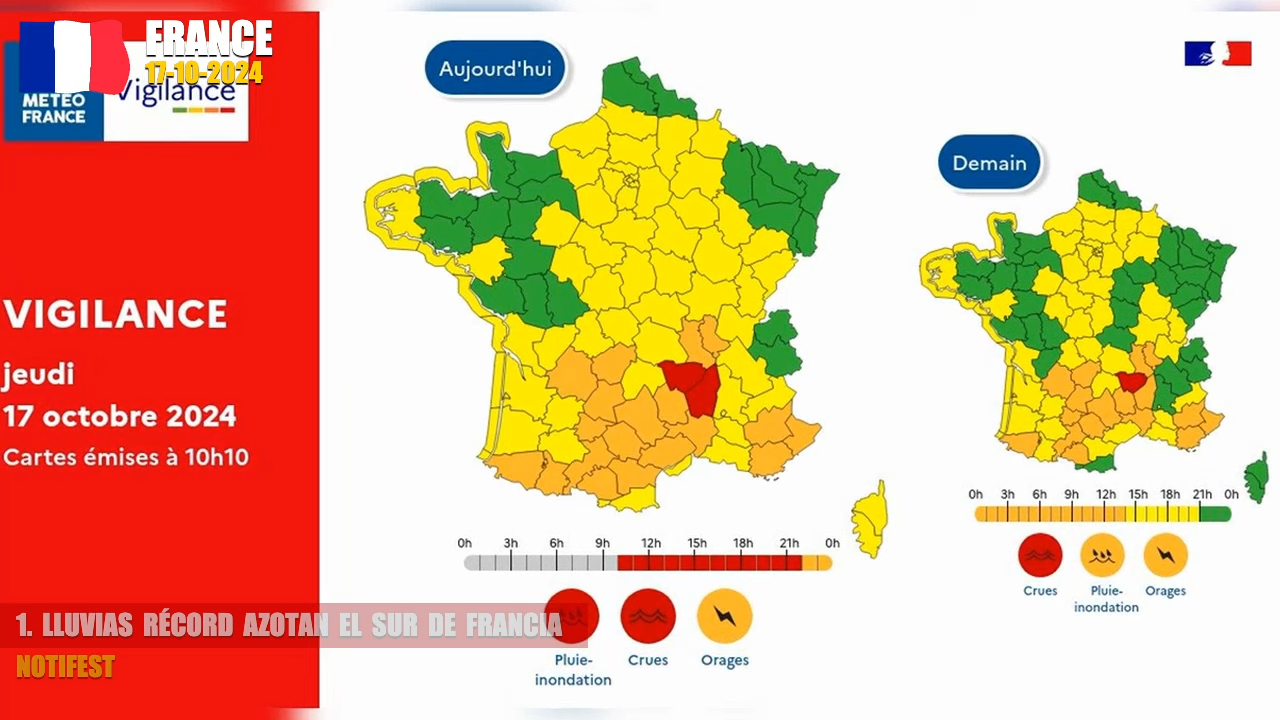 FRANCE
17-10-2024
METEO
FRANCE
Vigilance
VIGILANCE
jeudi
17 octobre 2024
Cartes émises à 10h10
Aujourd'hui
0h 3h 6h 9h 12h 15h 18h 21h 0h
Pluie-
inondation
Crues
Orages
Demain
0h 3h 6h 9h 12h 15h 18h 21h 0h
Crues
Pluie-
inondation
Orages
1. LLUVIAS RÉCORD AZOTAN EL SUR DE FRANCIA
NOTIFEST